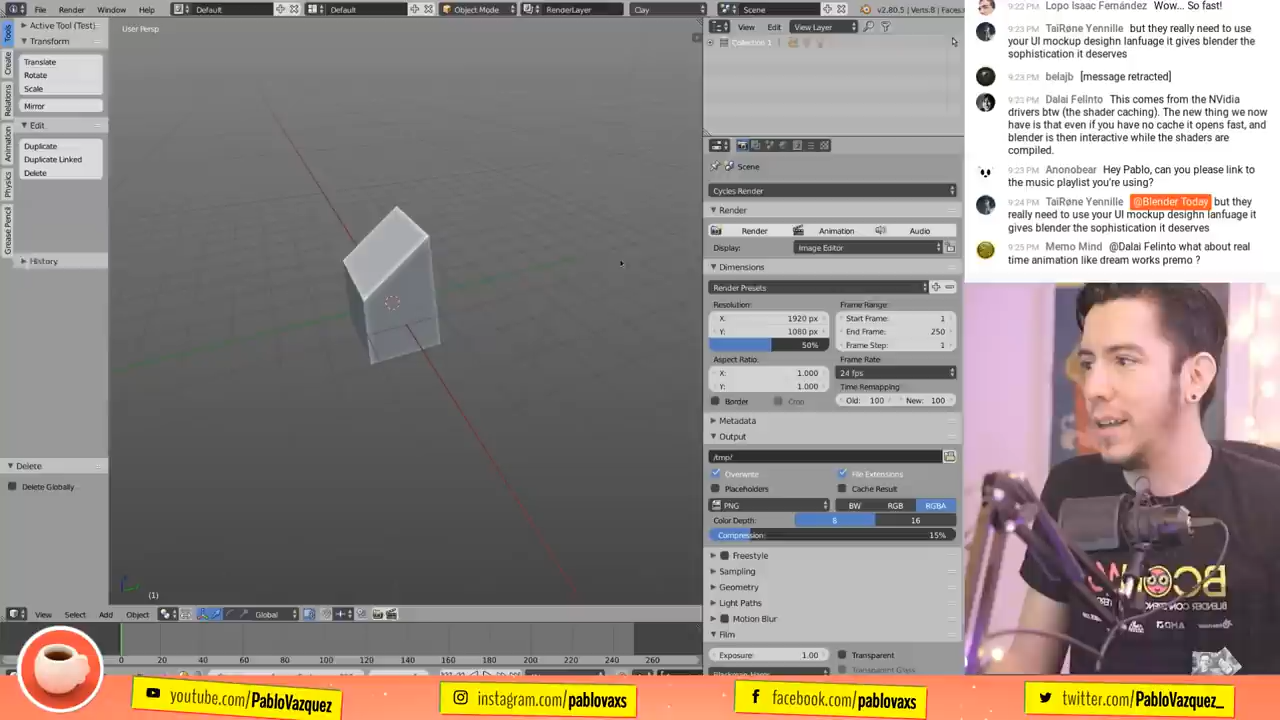 File Render Window Help
Default
Default
Object Mode
RenderLayer
Clay
Scene
v2.80.5 | Verts:8 | Faces:
Active Tool (Test)
Transform
Translate
Rotate
Scale
Mirror
Edit
Duplicate
Duplicate Linked
Delete
History
Delete
Delete Globally
Tools
Create
Relations
Animation
Physics
Grease Pencil
User Persp
(1)
View Select Add Object
Global
0 20 40 60 80 100 120 140 160 180 200 220 240 260
View Edit View Layer
Collection 1
Scene
Cycles Render
Render
Render Animation Audio
Display: Image Editor
Dimensions
Render Presets
Resolution: Frame Range:
X: 1920 px Start Frame: 1
Y: 1080 px End Frame: 250
50% Frame Step: 1
Aspect Ratio: Frame Rate:
X: 1.000 24 fps
Y: 1.000 Time Remapping:
Border Crop Old: 100 New: 100
Metadata
Output
/tmp/
Overwrite File Extensions
Placeholders Cache Result
PNG BW RGB RGBA
Color Depth: 8 16
Compression: 15%
Freestyle
Sampling
Geometry
Light Paths
Motion Blur
Film
Exposure: 1.00 Transparent
Transparent Glass
9:22 PM Lopo Isaac Fernández Wow... So fast!
TaiRøne Yennille but they really need to use
your UI mockup desighn lanfuage it gives blender the
sophistication it deserves
9:23 PM belajb [message retracted]
Dalai Felinto This comes from the NVidia
drivers btw (the shader caching). The new thing we now
have is that even if you have no cache it opens fast, and
blender is then interactive while the shaders are
compiled.
9:23 PM Anonobear Hey Pablo, can you please link to
the music playlist you're using?
9:24 PM TaiRøne Yennille @Blender Today but they
really need to use your UI mockup desighn lanfuage it
gives blender the sophistication it deserves
9:25 PM Memo Mind @Dalai Felinto what about real
time animation like dream works premo ?
youtube.com/PabloVazquez
instagram.com/pablovaxs
facebook.com/pablovaxs
twitter.com/PabloVazquez_